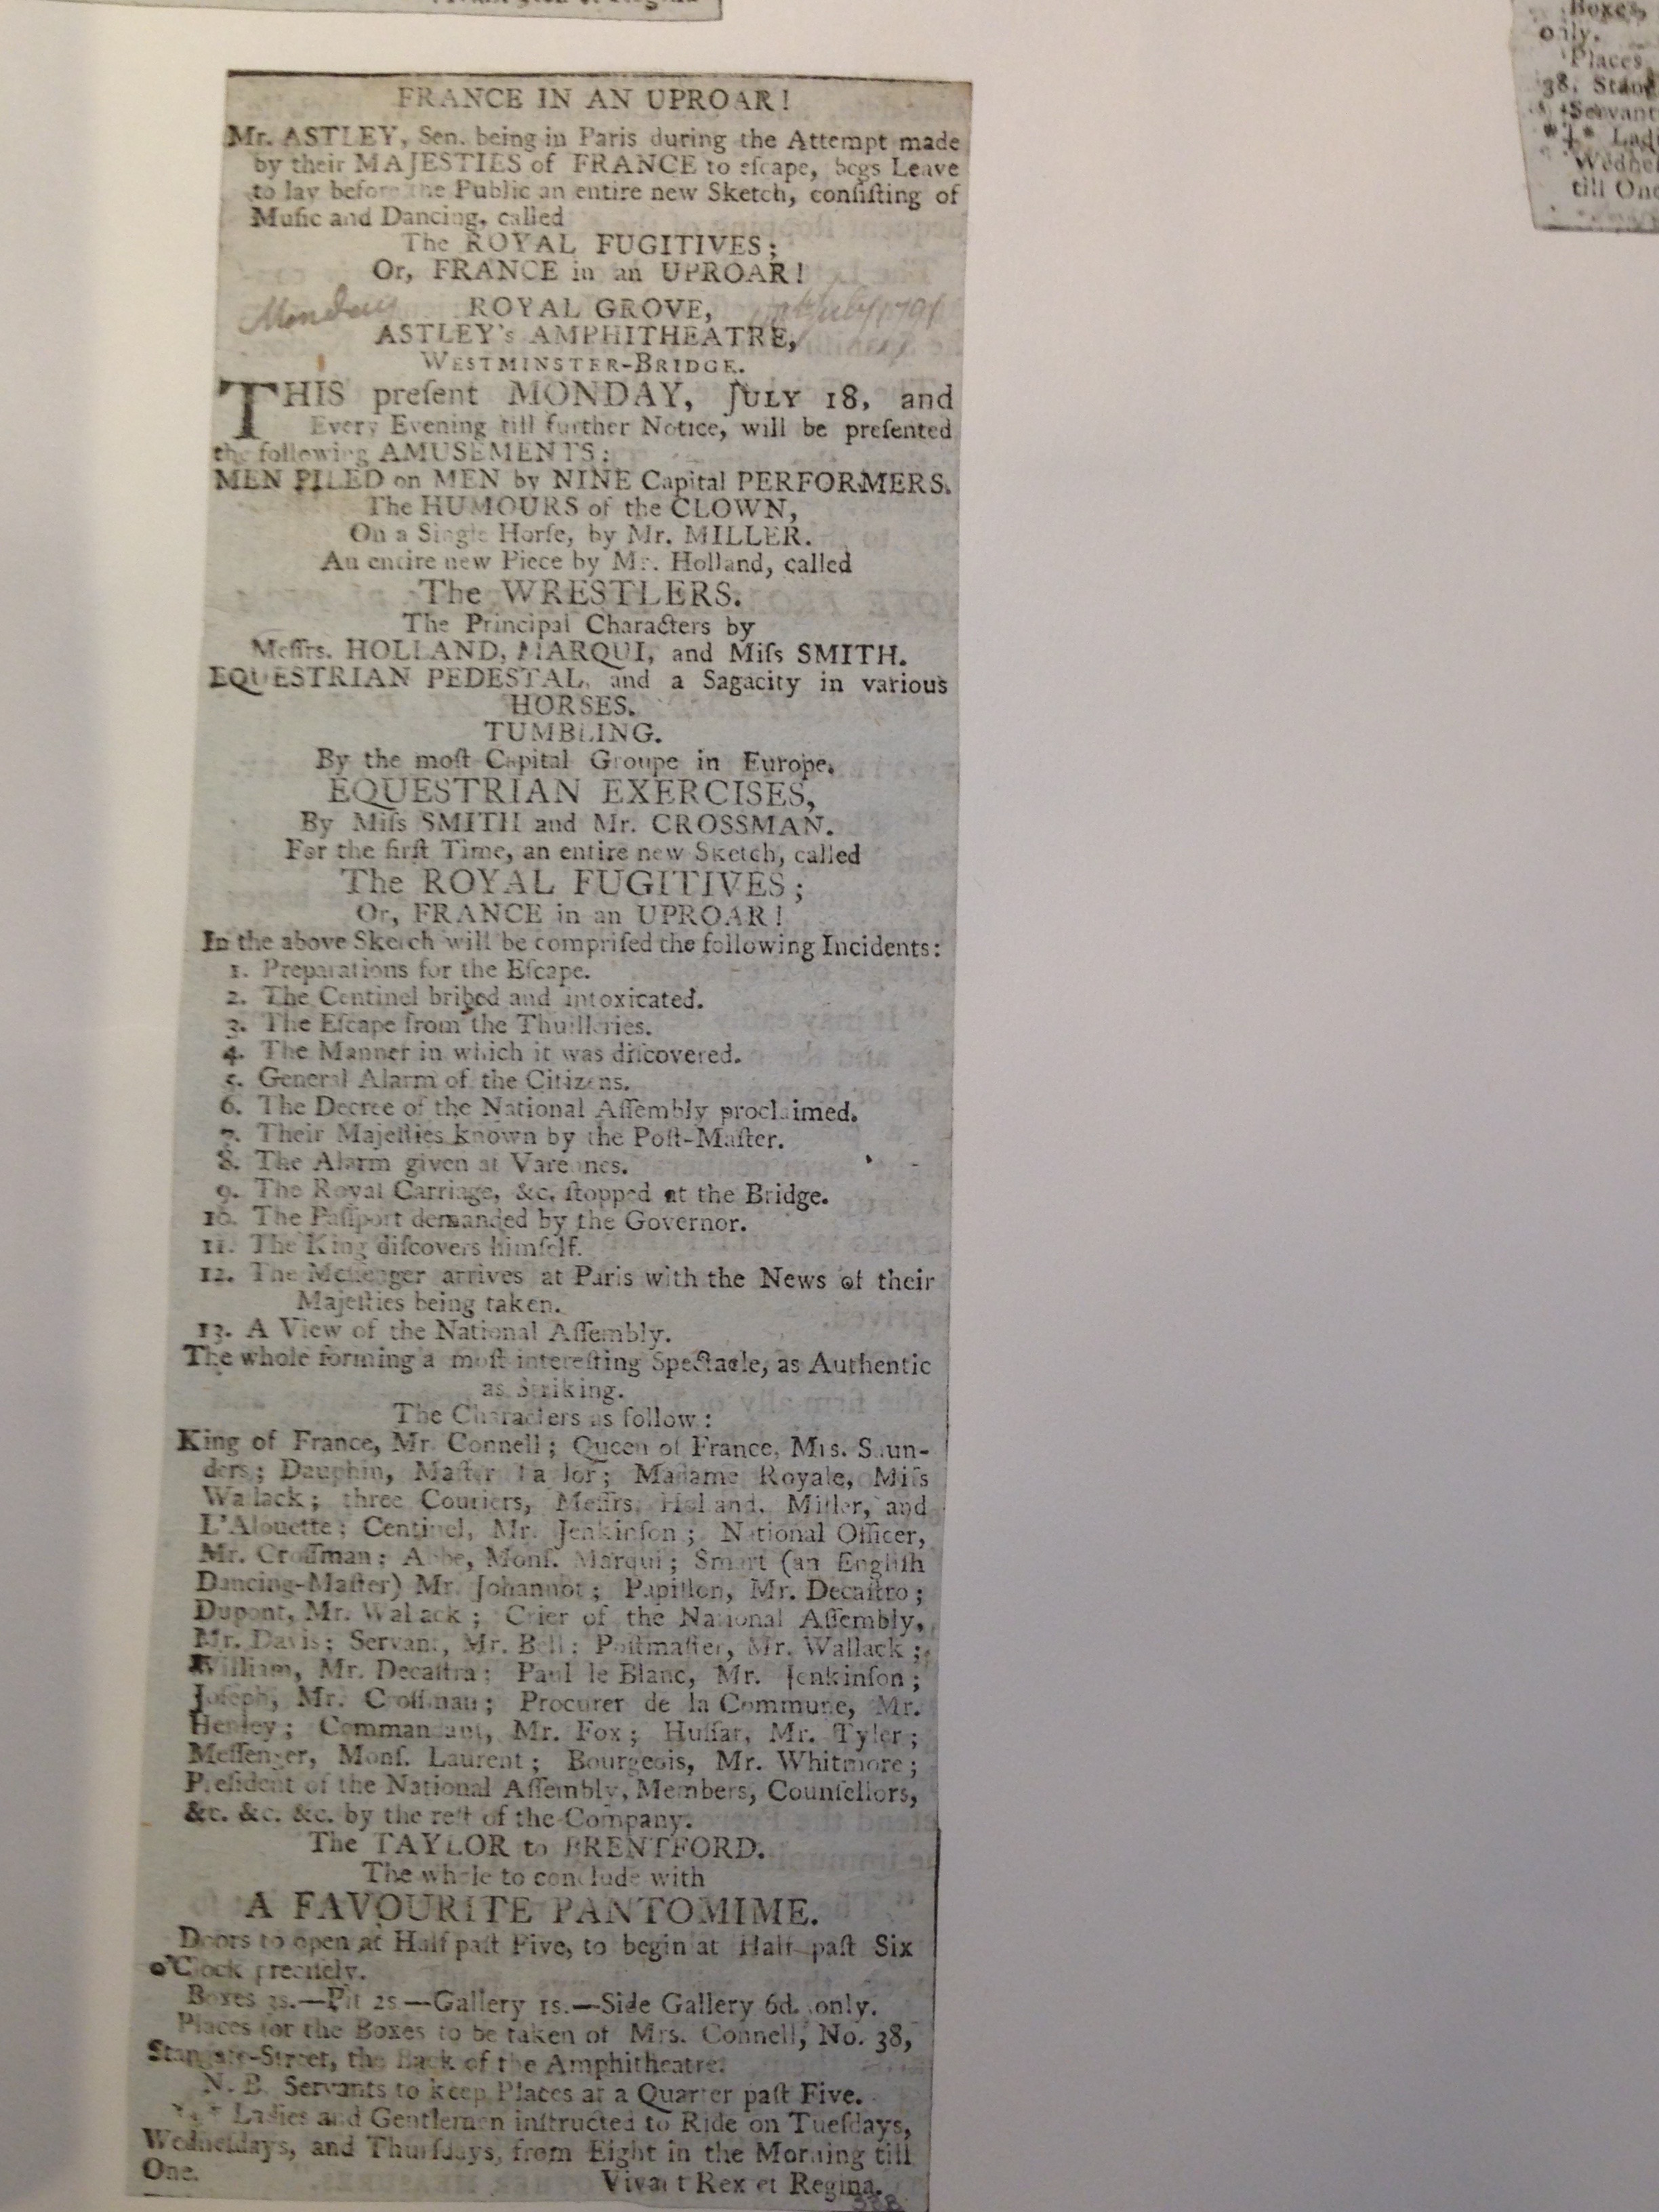 FRANCE IN AN UPROAR!
Mr. ASTLEY, Sen. being in Paris during the Attempt made
by their MAJESTIES of FRANCE to eſcape, begs Leave
to lay before the Public an entire new Sketch, conſiſting of
Muſic and Dancing, called
The ROYAL FUGITIVES;
Or, FRANCE in an UPROAR!
Monday
ROYAL GROVE,
ASTLEY's AMPHITHEATRE,
WESTMINSTER-BRIDGE.
THIS preſent MONDAY, JULY 18, and
Every Evening till further Notice, will be preſented
the following AMUSEMENTS:
MEN PILED on MEN by NINE Capital PERFORMERS.
The HUMOURS of the CLOWN,
On a Single Horſe, by Mr. MILLER.
An entire new Piece by Mr. Holland, called
The WRESTLERS.
The Principal Characters by
Meſſrs. HOLLAND, MARQUI, and Miſs SMITH.
EQUESTRIAN PEDESTAL, and a Sagacity in various
HORSES.
TUMBLING.
By the moſt Capital Groupe in Europe.
EQUESTRIAN EXERCISES,
By Miſs SMITH and Mr. CROSSMAN.
For the firſt Time, an entire new Sketch, called
The ROYAL FUGITIVES;
Or, FRANCE in an UPROAR!
In the above Sketch will be compriſed the following Incidents:
1. Preparations for the Eſcape.
2. The Centinel bribed and intoxicated.
3. The Eſcape from the Thuilleries.
4. The Manner in which it was diſcovered.
5. General Alarm of the Citizens.
6. The Decree of the National Aſſembly proclaimed.
7. Their Majeſties known by the Poſt-Maſter.
8. The Alarm given at Varennes.
9. The Royal Carriage, &c. ſtopped at the Bridge.
10. The Paſſport demanded by the Governor.
11. The King diſcovers himſelf.
12. The Meſſenger arrives at Paris with the News of their
Majeſties being taken.
13. A View of the National Aſſembly.
The whole forming a moſt intereſting Spectacle, as Authentic
as Striking.
The Characters as follow:
King of France, Mr. Connell; Queen of France, Mrs. Saun-
ders; Dauphin, Maſter Taylor; Madame Royale, Miſs
Wallack; three Couriers, Meſſrs. Holland, Miller, and
L'Alouette; Centinel, Mr. Jenkinſon; National Officer,
Mr. Croſſman; Abbe, Monſ. Marqui; Smart (an Engliſh
Dancing-Maſter) Mr. Johannot; Papillon, Mr. Decaſtro;
Dupont, Mr. Wallack; Crier of the National Aſſembly,
Mr. Davis; Servant, Mr. Bell; Poſtmaſter, Mr. Wallack;
William, Mr. Decaſtra; Paul le Blanc, Mr. Jenkinſon;
Joſeph, Mr. Croſſman; Procurer de la Commune, Mr.
Henley; Commandant, Mr. Fox; Huſſar, Mr. Tyler;
Meſſenger, Monſ. Laurent; Bourgeois, Mr. Whitmore;
Preſident of the National Aſſembly, Members, Counſellors,
&c. &c. &c. by the reſt of the Company.
The TAYLOR to BRENTFORD.
The whole to conclude with
A FAVOURITE PANTOMIME.
Doors to open at Half paſt Five, to begin at Half paſt Six
o'Clock preciſely.
Boxes 3s.—Pit 2s—Gallery 1s.—Side Gallery 6d. only.
Places for the Boxes to be taken of Mrs. Connell, No. 38,
Stangate-Street, the Back of the Amphitheatre.
N. B. Servants to keep Places at a Quarter paſt Five.
Ladies and Gentlemen inſtructed to Ride on Tueſdays,
Wedneſdays, and Thurſdays, from Eight in the Morning till
One.
Vivant Rex et Regina.
Boxes,
only.
Places
38. Stang
Servant
Ladi
Wedneſ
till One